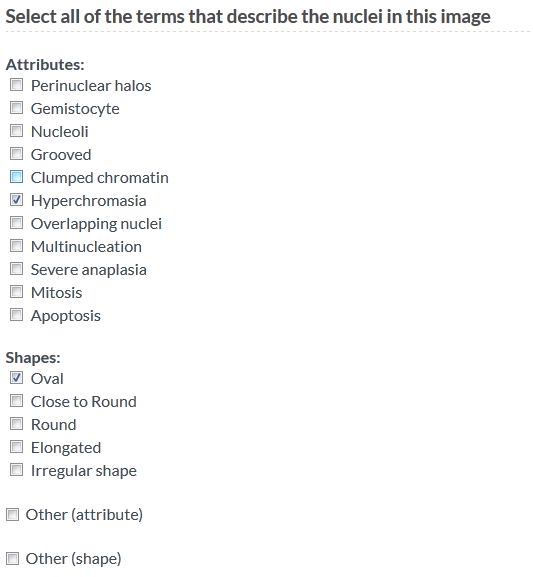 Select all of the terms that describe the nuclei in this image
Attributes:
Perinuclear halos
Gemistocyte
Nucleoli
Grooved
Clumped chromatin
Hyperchromasia
Overlapping nuclei
Multinucleation
Severe anaplasia
Mitosis
Apoptosis
Shapes:
Oval
Close to Round
Round
Elongated
Irregular shape
Other (attribute)
Other (shape)